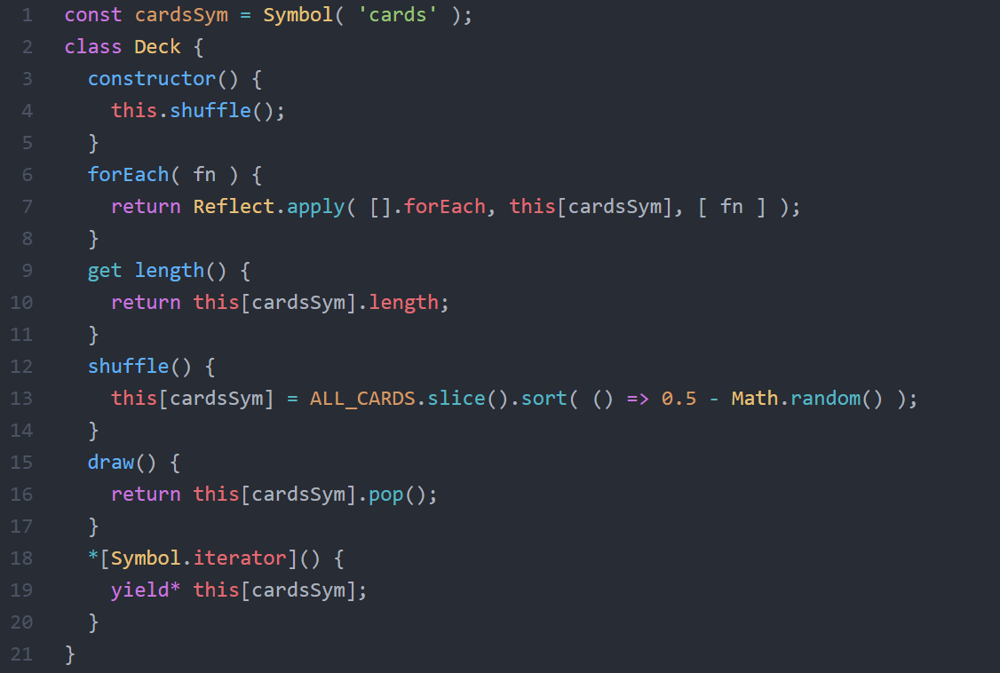 1 const cardsSym = Symbol( 'cards' );
2 class Deck {
3   constructor() {
4     this.shuffle();
5   }
6   forEach( fn ) {
7     return Reflect.apply( [].forEach, this[cardsSym], [ fn ] );
8   }
9   get length() {
10     return this[cardsSym].length;
11   }
12   shuffle() {
13     this[cardsSym] = ALL_CARDS.slice().sort( () => 0.5 - Math.random() );
14   }
15   draw() {
16     return this[cardsSym].pop();
17   }
18   *[Symbol.iterator]() {
19     yield* this[cardsSym];
20   }
21 }